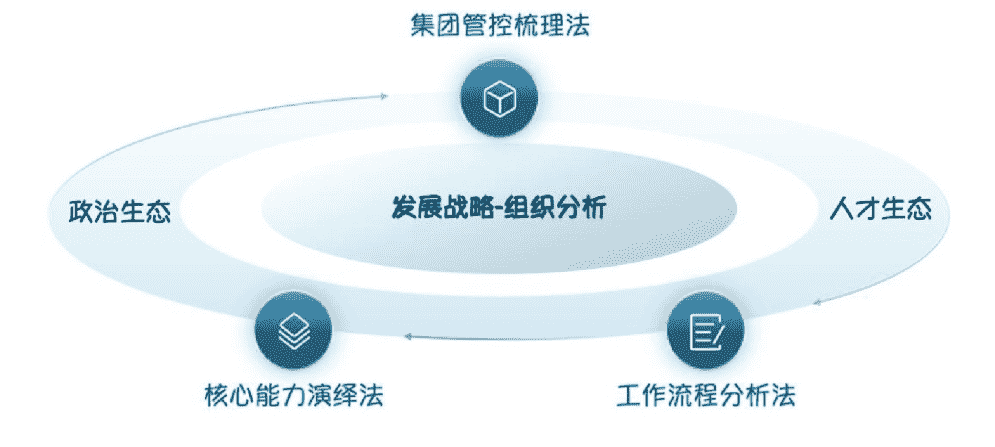 集团管控梳理法
政治生态
发展战略-组织分析
人才生态
核心能力演绎法
工作流程分析法